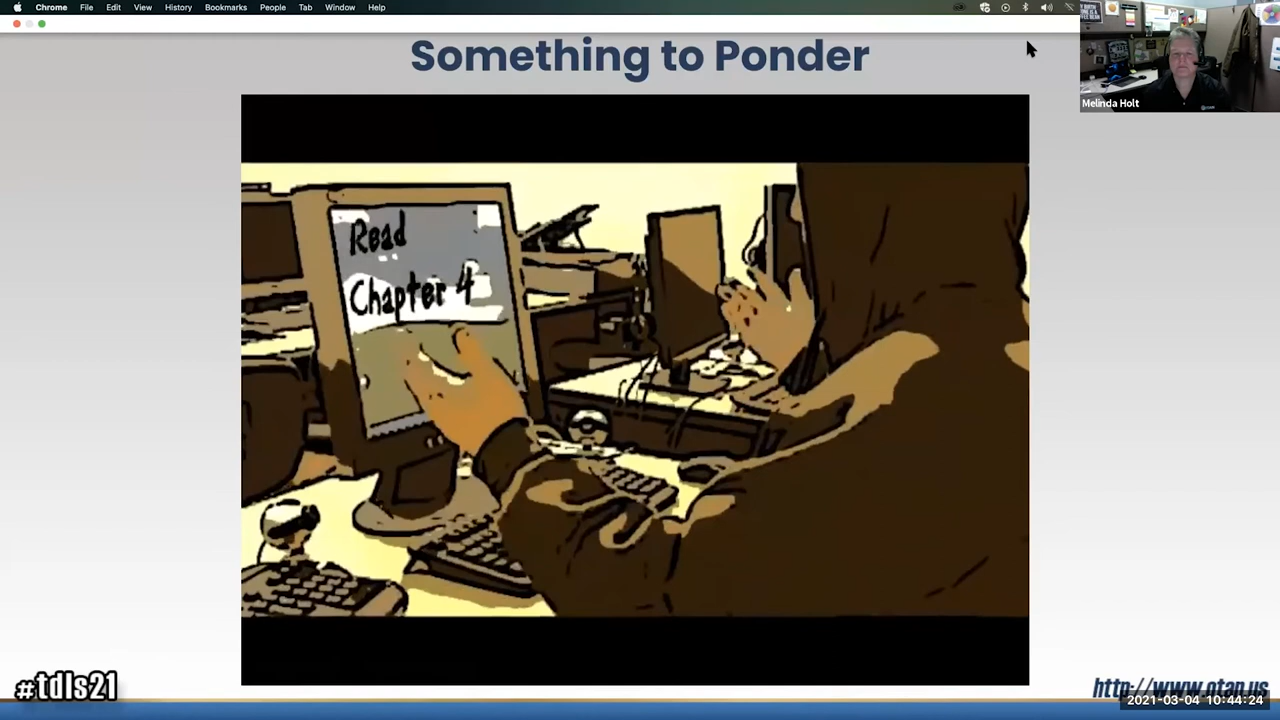 Chrome File Edit View History Bookmarks People Tab Window Help
Something to Ponder
Melinda Holt
Read
Chapter 4
#tdls21
http://www.otan.us
2021-03-04 10:44:24